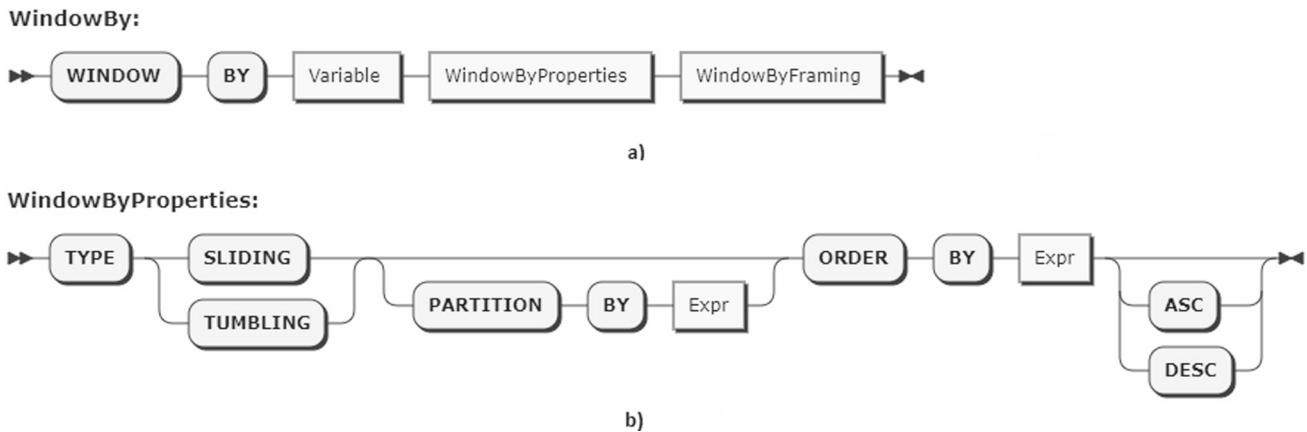 WindowBy:
WINDOW BY Variable WindowByProperties WindowByFraming
a)
WindowByProperties:
TYPE SLIDING ORDER BY Expr
PARTITION BY Expr ASC
TUMBLING
DESC
b)